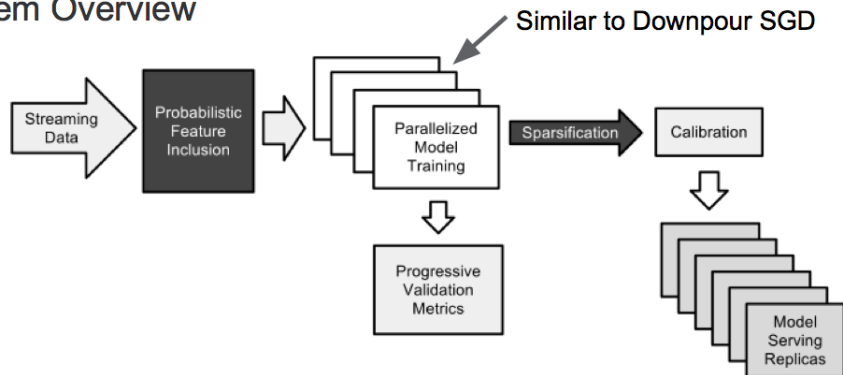 em Overview
Similar to Downpour SGD
Streaming
Data
Probabilistic
Feature
Inclusion
Parallelized
Model
Training
Sparsification
Calibration
Progressive
Validation
Metrics
Model
Serving
Replicas